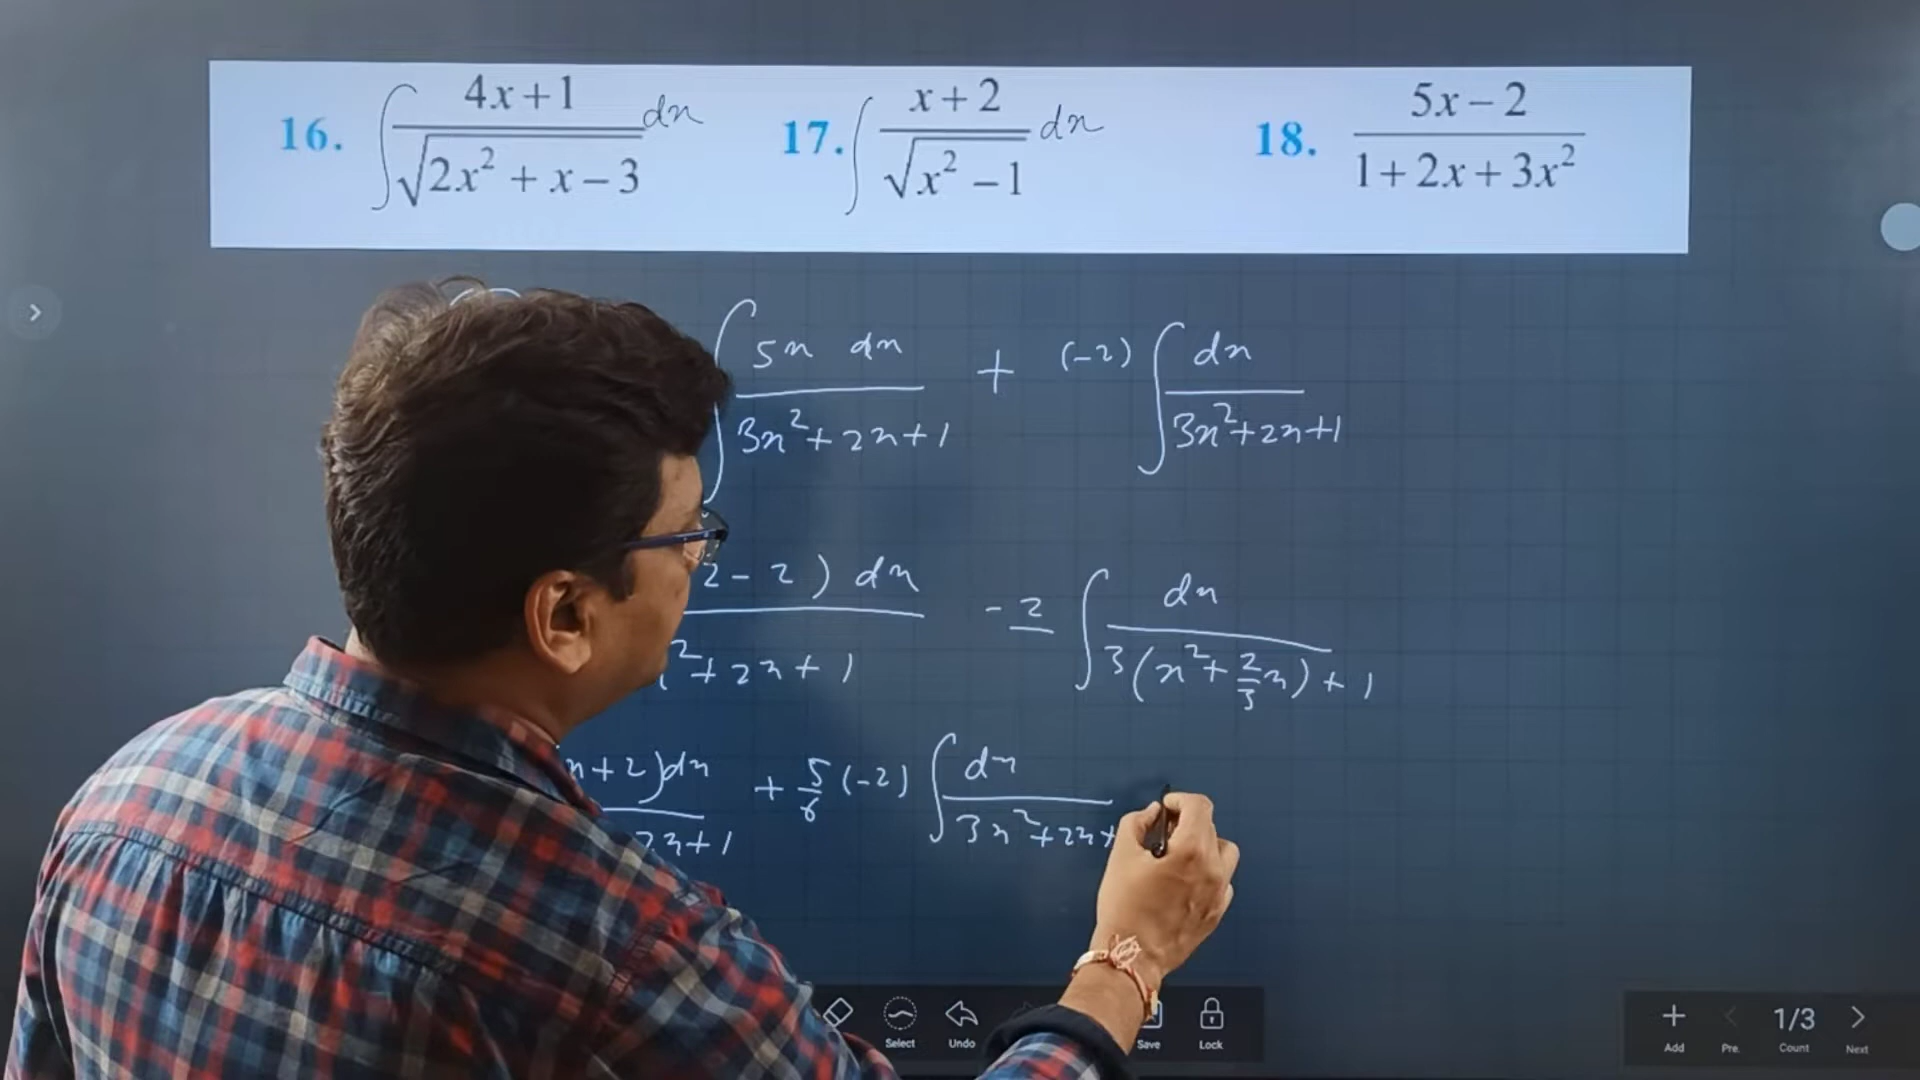 16. ∫ 4x+1 / √(2x² + x – 3) dx 17. ∫ x+2 / √(x² – 1) dx 18. 5x – 2 / 1+2x+3x²
∫ 5x dx / 3x²+2x+1 + (-2) ∫ dx / 3x²+2x+1
2-2) dx / ²+2x+1 -2 ∫ dx / 3(x²+2/3x)+1
x+2)dx / 2x+1 + 5/6 (-2) ∫ dx / 3x²+2x+
Select Undo Save Lock
Add Pre. 1/3 Count Next